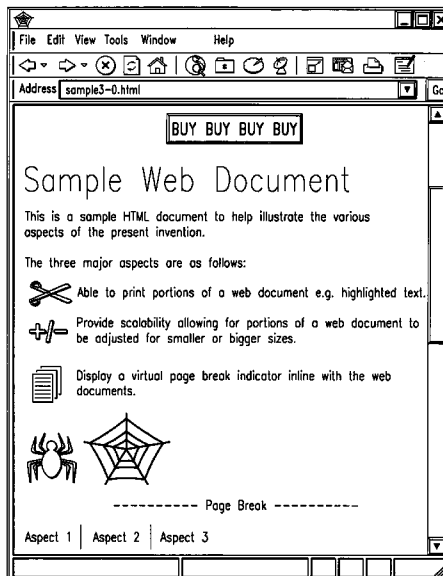 File Edit View Tools Window Help
Address sample3-0.html
BUY BUY BUY BUY
Sample Web Document
This is a sample HTML document to help illustrate the various
aspects of the present invention.
The three major aspects are as follows:
Able to print portions of a web document e.g. highlighted text.
+/- Provide scalability allowing for portions of a web document to
be adjusted for smaller or bigger sizes.
Display a virtual page break indicator inline with the web
documents.
---------- Page Break ----------
Aspect 1 | Aspect 2 | Aspect 3